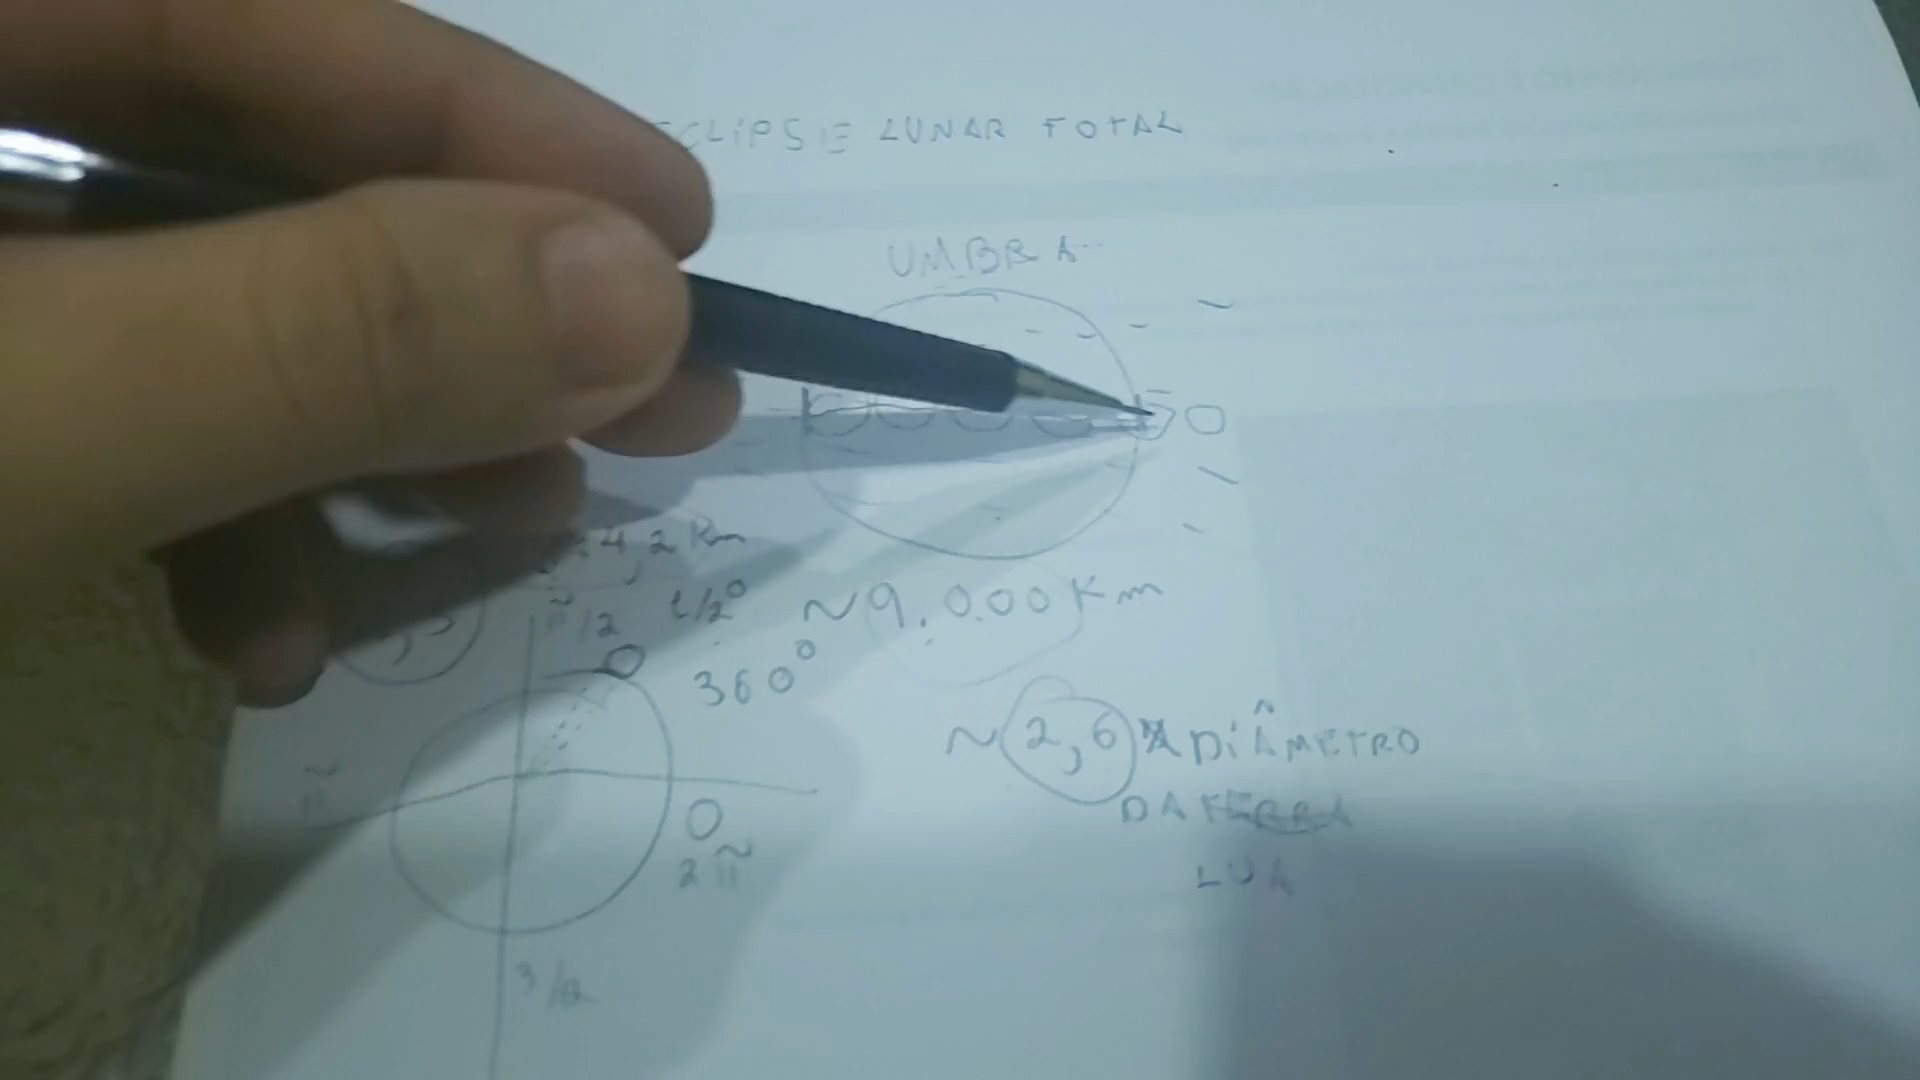 ECLIPSE LUNAR TOTAL
UMBRA
4,2 Km
π/2 1/2°
~9.000 Km
360°
~2,6 X DIÂMETRO
DA TERRA
LUA
π
0
2π
3/2